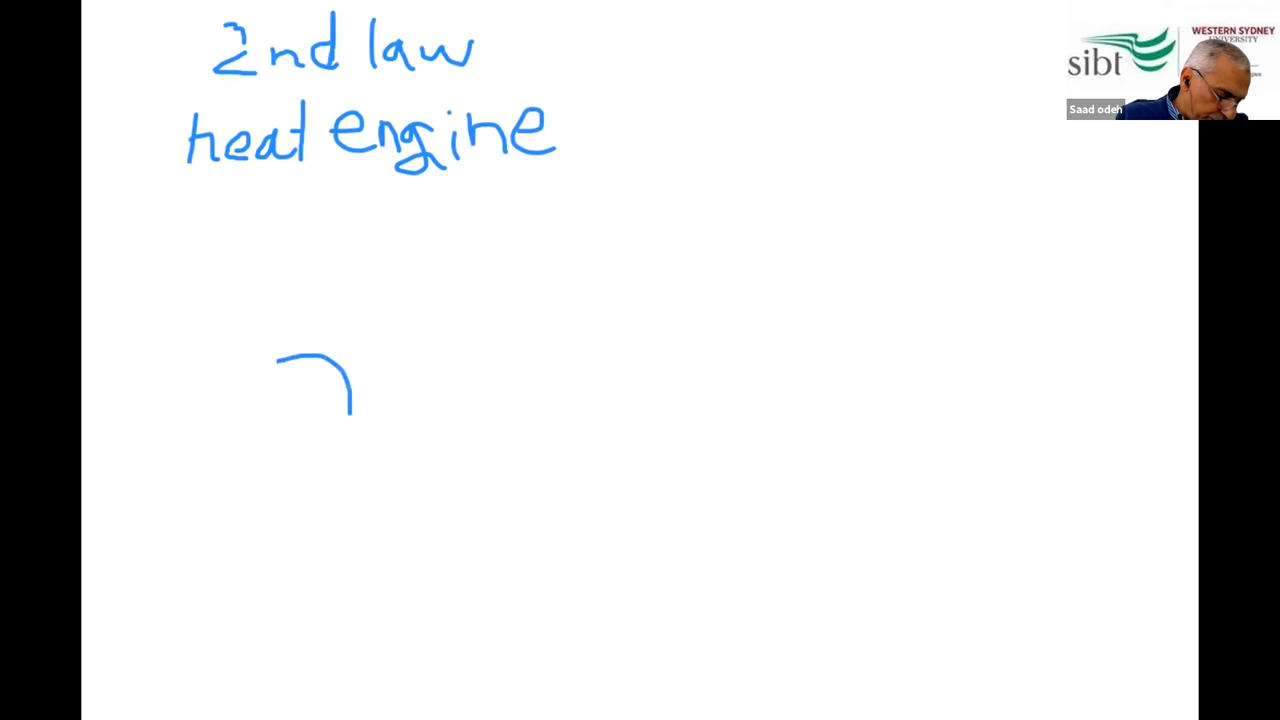 2nd law
heat engine
WESTERN SYDNEY
UNIVERSITY
sibt
Saad odeh